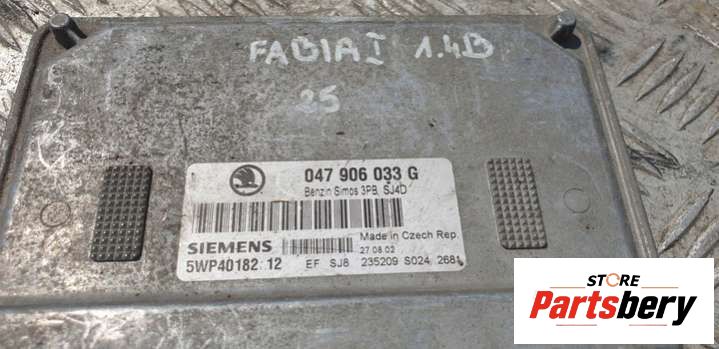 FABIA I 1.4B
25
047 906 033 G
Benzin Simos 3PB, SJ4D
SIEMENS
Made in Czech Rep.
27 08 02
5WP40182 12
EF SJ8 235209 S024 2681
STORE
Partsbery